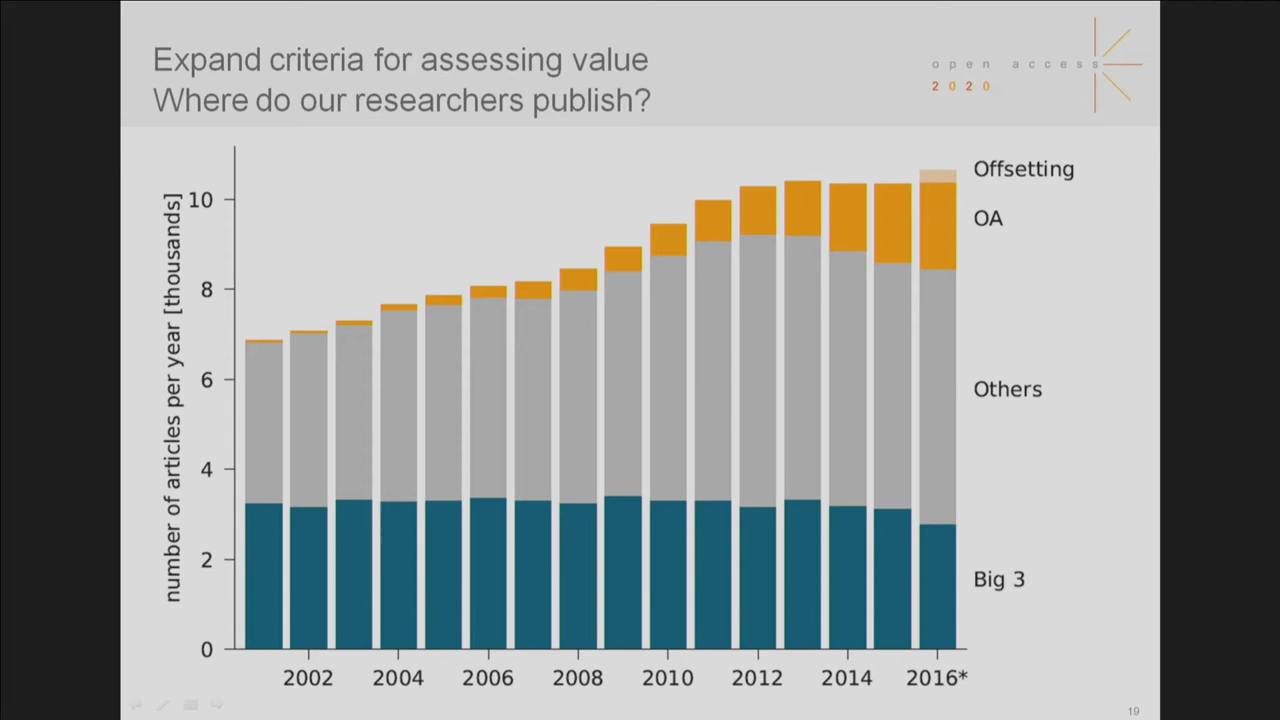 Expand criteria for assessing value
Where do our researchers publish?
open access
2020
number of articles per year [thousands]
10
8
6
4
2
0
Offsetting
OA
Others
Big 3
2002 2004 2006 2008 2010 2012 2014 2016*
19